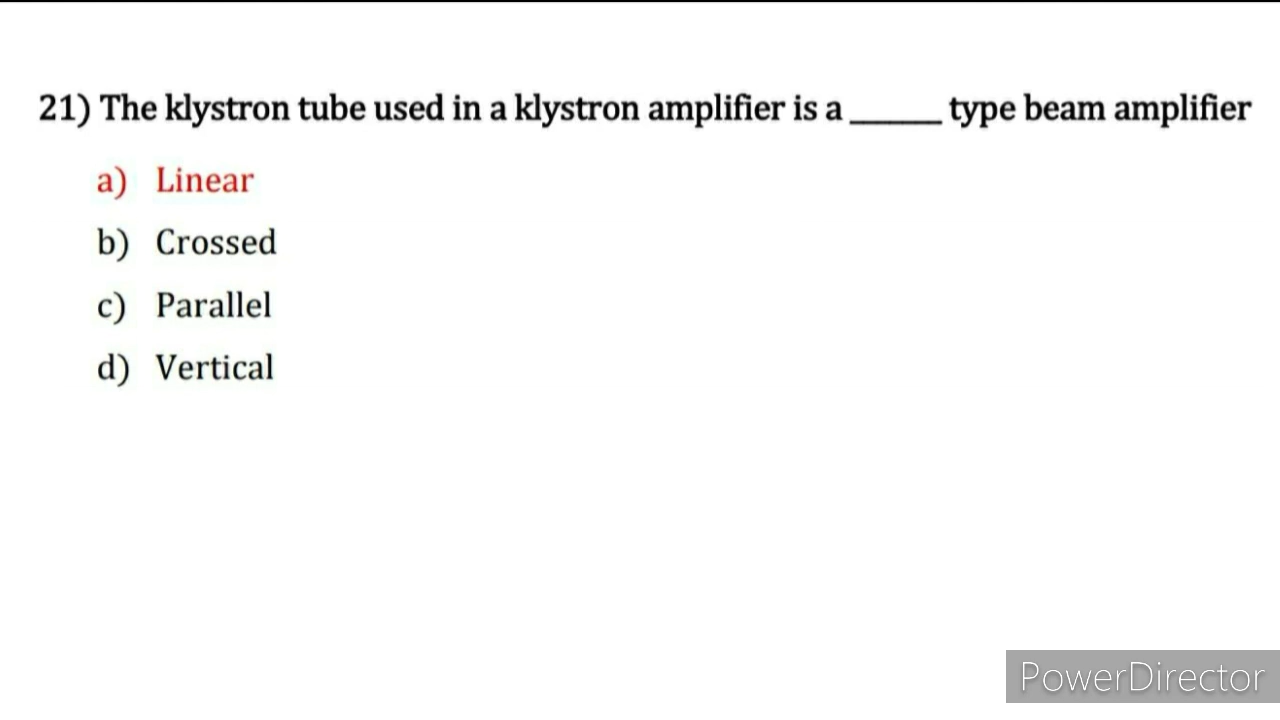 21) The klystron tube used in a klystron amplifier is a ______ type beam amplifier
a) Linear
b) Crossed
c) Parallel
d) Vertical
PowerDirector